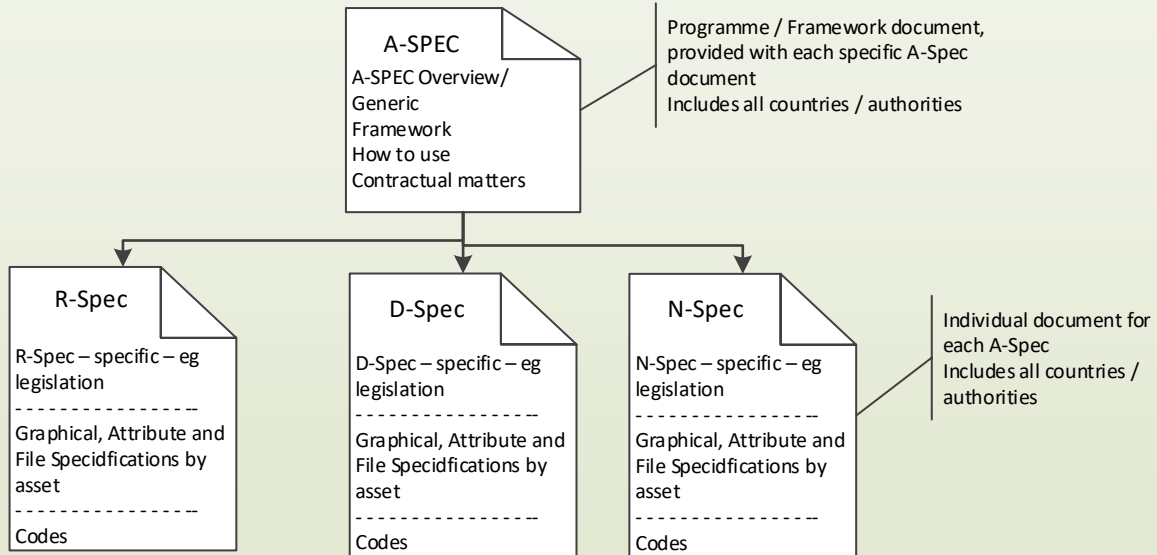 A-SPEC
A-SPEC Overview/
Generic
Framework
How to use
Contractual matters
Programme / Framework document,
provided with each specific A-Spec
document
Includes all countries / authorities
R-Spec
R-Spec – specific – eg
legislation
- - - - - - - - - - - - - - - --
Graphical, Attribute and
File Specidfications by
asset
- - - - - - - - - - - - - - - --
Codes
D-Spec
D-Spec – specific – eg
legislation
- - - - - - - - - - - - - - - --
Graphical, Attribute and
File Specidfications by
asset
- - - - - - - - - - - - - - - --
Codes
N-Spec
N-Spec – specific – eg
legislation
- - - - - - - - - - - - - - - --
Graphical, Attribute and
File Specidfications by
asset
- - - - - - - - - - - - - - - --
Codes
Individual document for
each A-Spec
Includes all countries /
authorities